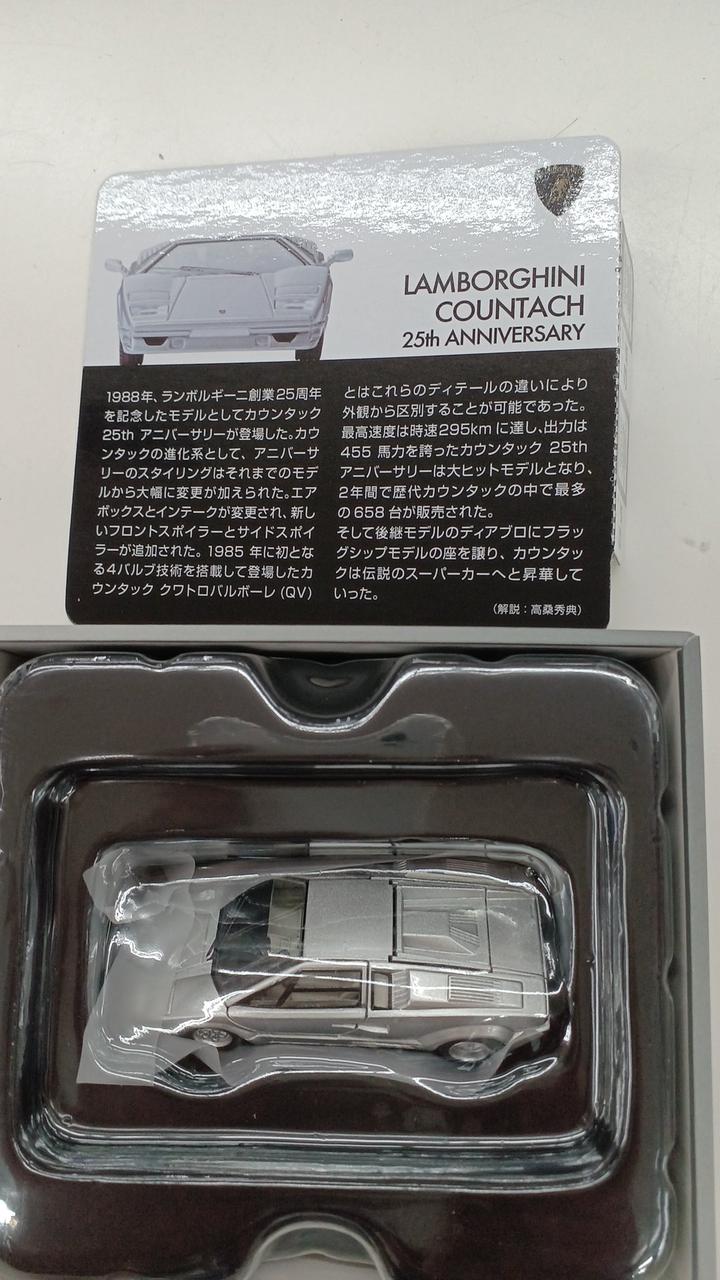 LAMBORGHINI
COUNTACH
25th ANNIVERSARY
1988年、ランボルギーニ創業25周年
を記念したモデルとしてカウンタック
25th アニバーサリーが登場した。カウ
ンタックの進化系として、アニバーサ
リーのスタイリングはそれまでのモデ
ルから大幅に変更が加えられた。エア
ボックスとインテークが変更され、新し
いフロントスポイラーとサイドスポイ
ラーが追加された。1985 年に初とな
る4バルブ技術を搭載して登場したカ
ウンタック クワトロバルボーレ (QV)
とはこれらのディテールの違いにより
外観から区別することが可能であった。
最高速度は時速295km に達し、出力は
455 馬力を誇ったカウンタック 25th
アニバーサリーは大ヒットモデルとなり、
2年間で歴代カウンタックの中で最多
の 658 台が販売された。
そして後継モデルのディアブロにフラッ
グシップモデルの座を譲り、カウンタッ
クは伝説のスーパーカーへと昇華して
いった。
(解説:高桑秀典)